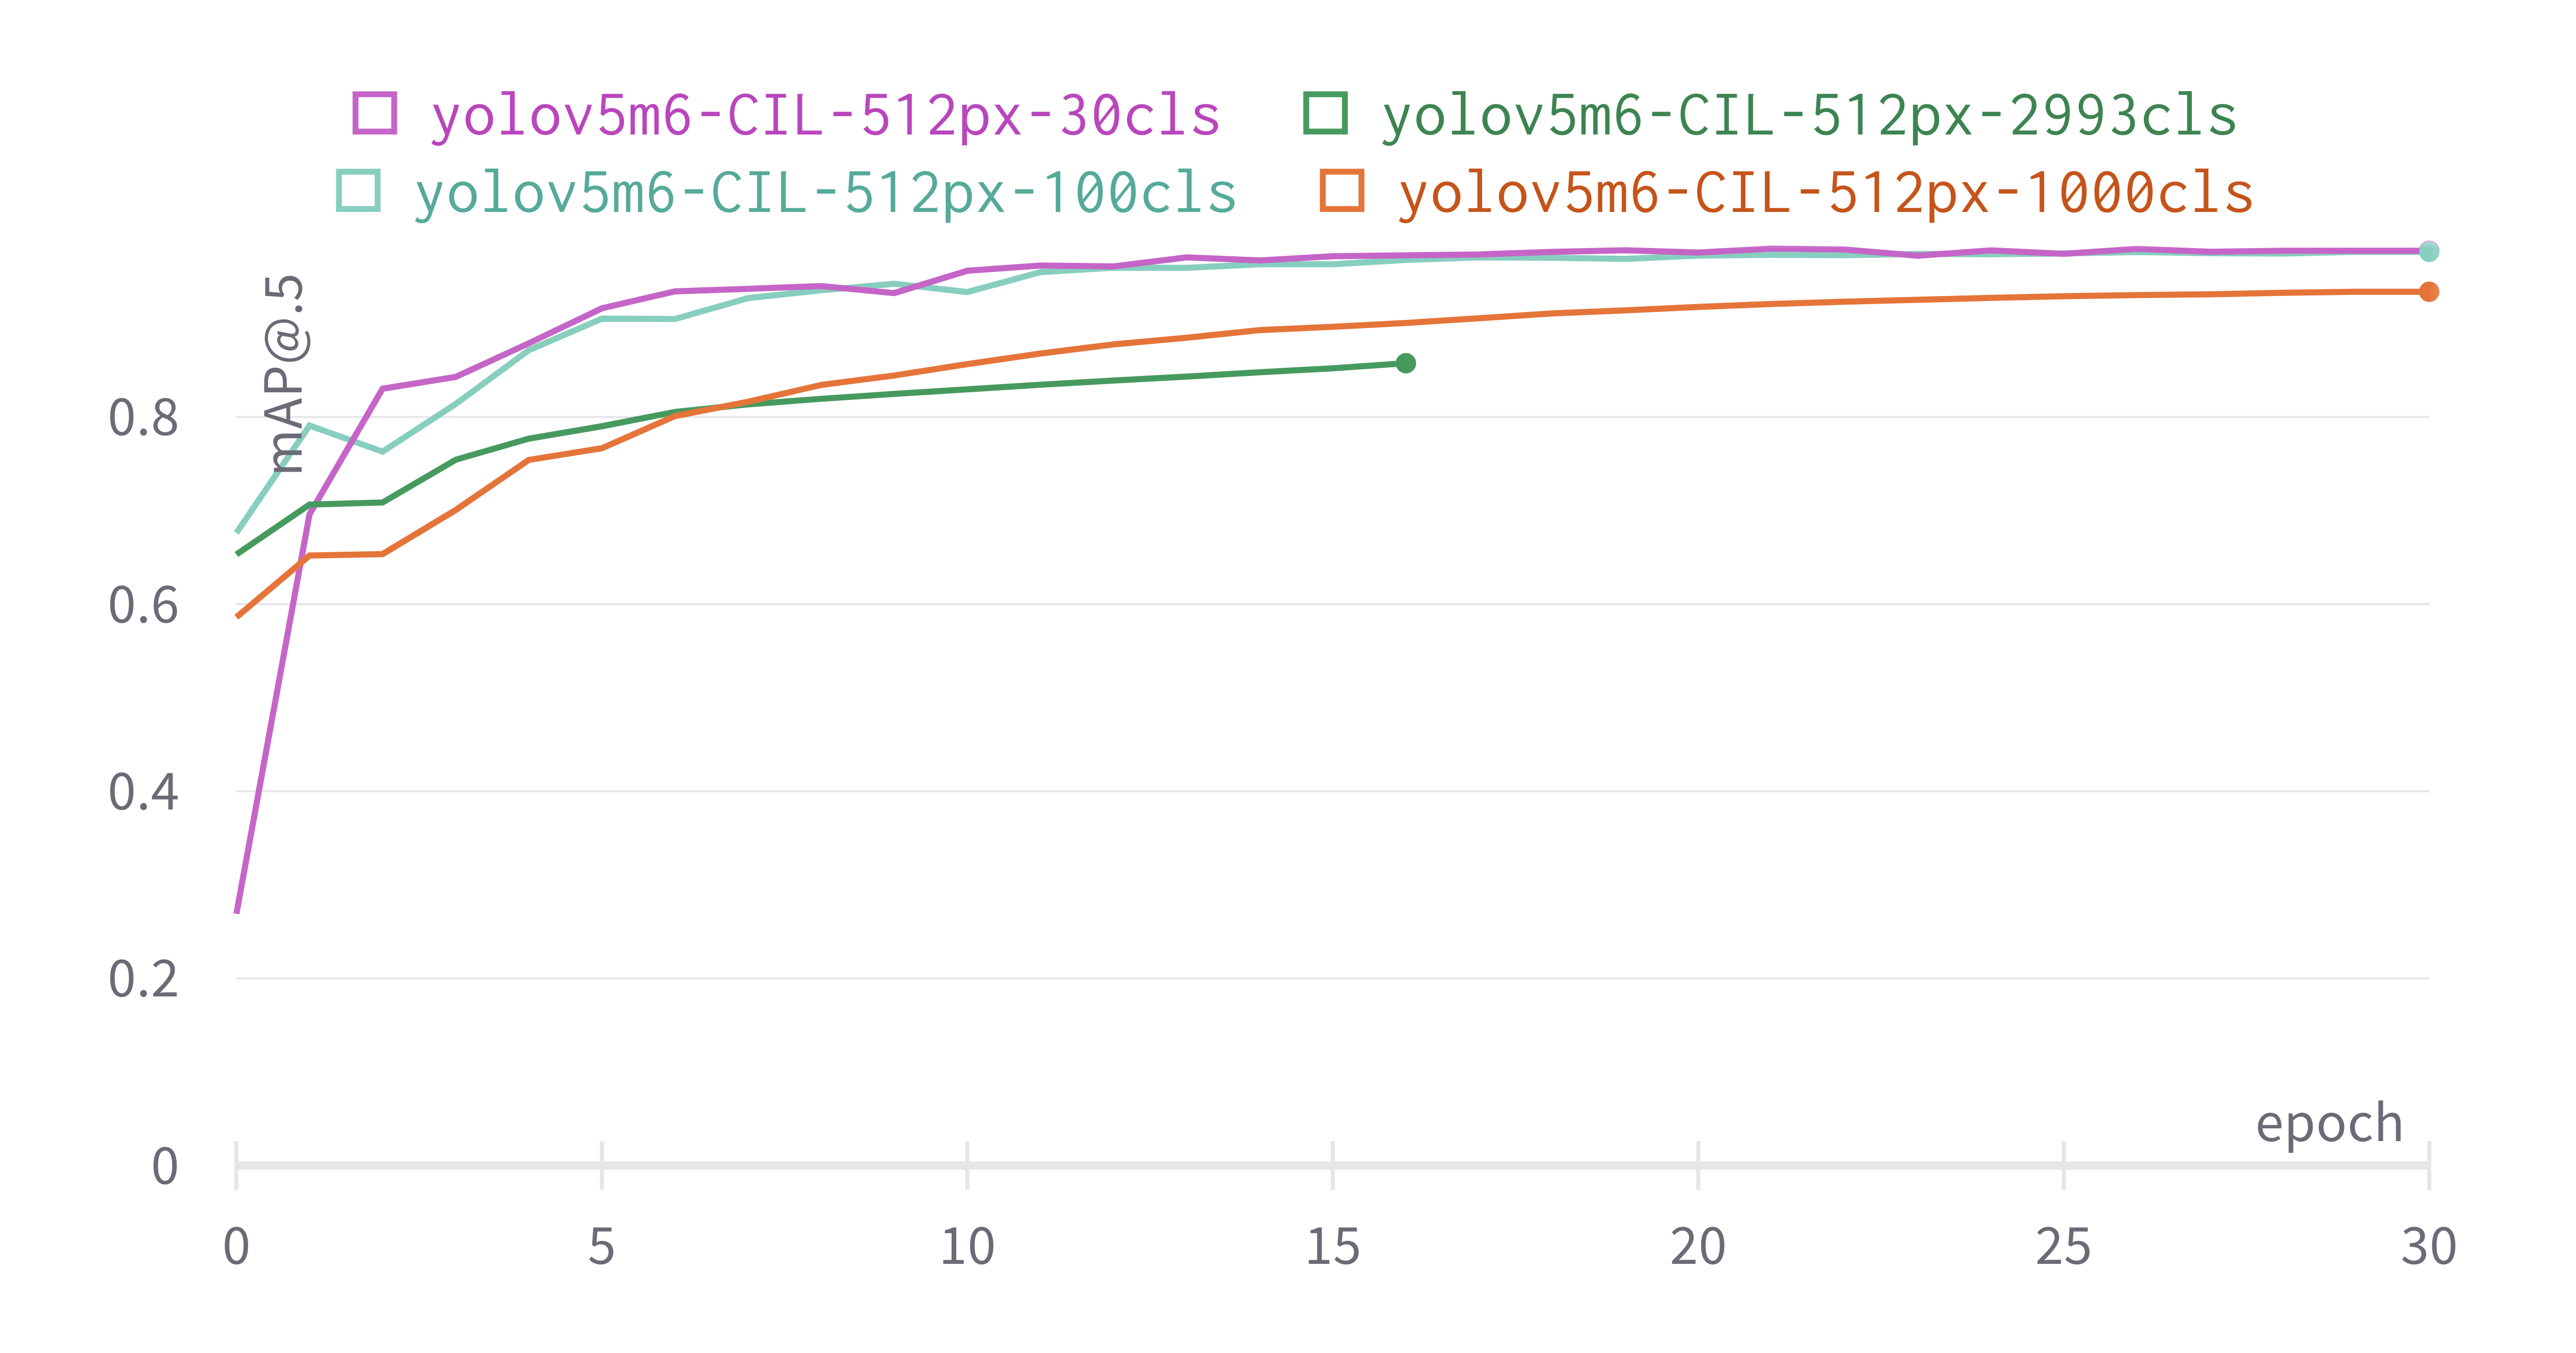 yolov5m6-CIL-512px-30cls yolov5m6-CIL-512px-2993cls
yolov5m6-CIL-512px-100cls yolov5m6-CIL-512px-1000cls
mAP@.5
0.8
0.6
0.4
0.2
0
epoch
0 5 10 15 20 25 30